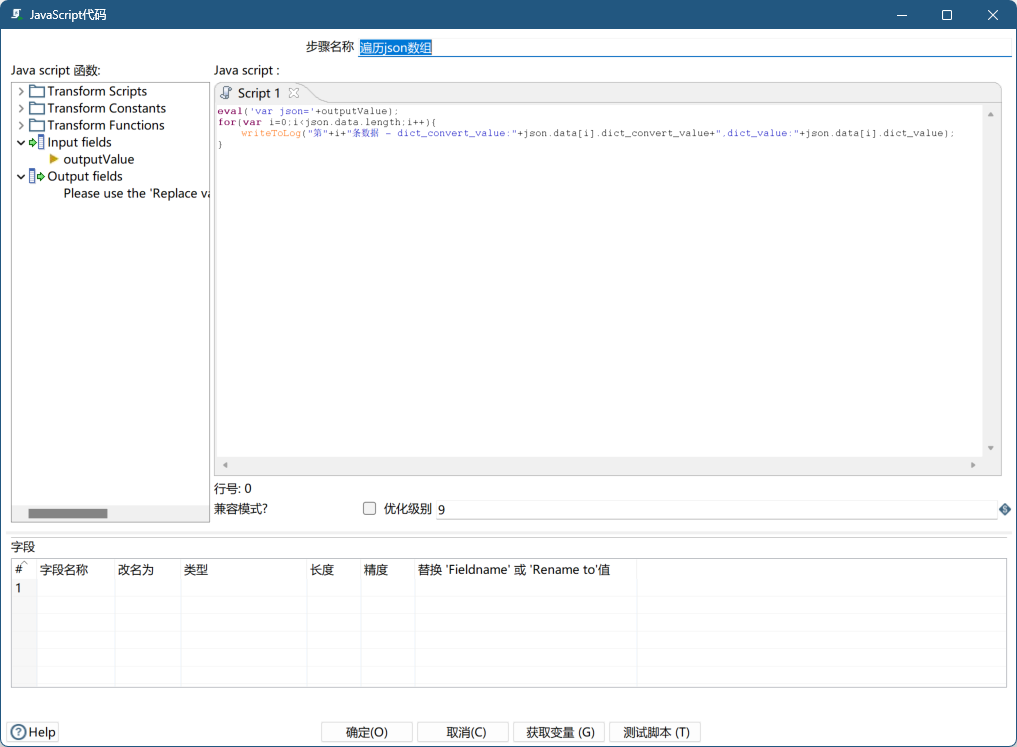 JavaScript代码
步骤名称 遍历json数组
Java script 函数:
Java script :
Transform Scripts
Transform Constants
Transform Functions
Input fields
outputValue
Output fields
Please use the 'Replace va
Script 1
eval('var json='+outputValue);
for(var i=0;i<json.data.length;i++){
writeToLog("第"+i+"条数据 - dict_convert_value:"+json.data[i].dict_convert_value+",dict_value:"+json.data[i].dict_value);
}
行号: 0
兼容模式? 优化级别 9
字段
# 字段名称 改名为 类型 长度 精度 替换 'Fieldname' 或 'Rename to'值
1
Help 确定(O) 取消(C) 获取变量 (G) 测试脚本 (T)